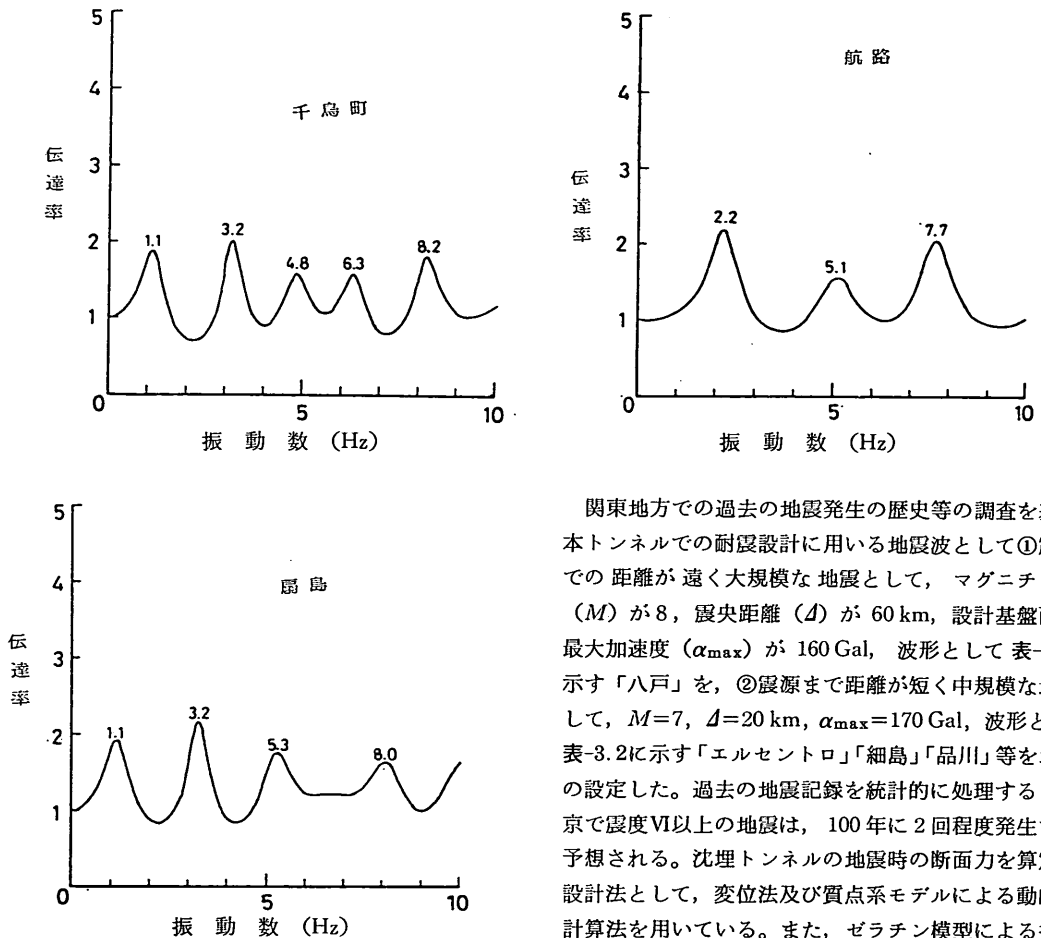 5
4
千鳥町
3
伝達率
2
1.1
3.2
4.8
6.3
8.2
1
0
5
10
振動数 (Hz)
5
航路
4
3
伝達率
2.2
2
5.1
7.7
1
0
5
10
振動数 (Hz)
5
4
扇島
3
伝達率
2
1.1
3.2
5.3
8.0
1
0
5
10
振動数 (Hz)
関東地方での過去の地震発生の歴史等の調査を
本トンネルでの耐震設計に用いる地震波として①
での距離が遠く大規模な地震として, マグニチ
(M) が8, 震央距離 (Δ) が 60 km, 設計基盤
最大加速度 (αmax) が 160 Gal, 波形として 表-
示す「八戸」を, ②震源まで距離が短く中規模な
して, M=7, Δ=20 km, αmax=170 Gal, 波形と
表-3.2に示す「エルセントロ」「細島」「品川」等を
の設定した。過去の地震記録を統計的に処理する
京で震度Ⅵ以上の地震は, 100年に2回程度発生
予想される。沈埋トンネルの地震時の断面力を算
設計法として, 変位法及び質点系モデルによる動
計算法を用いている。また, ゼラチン模型による